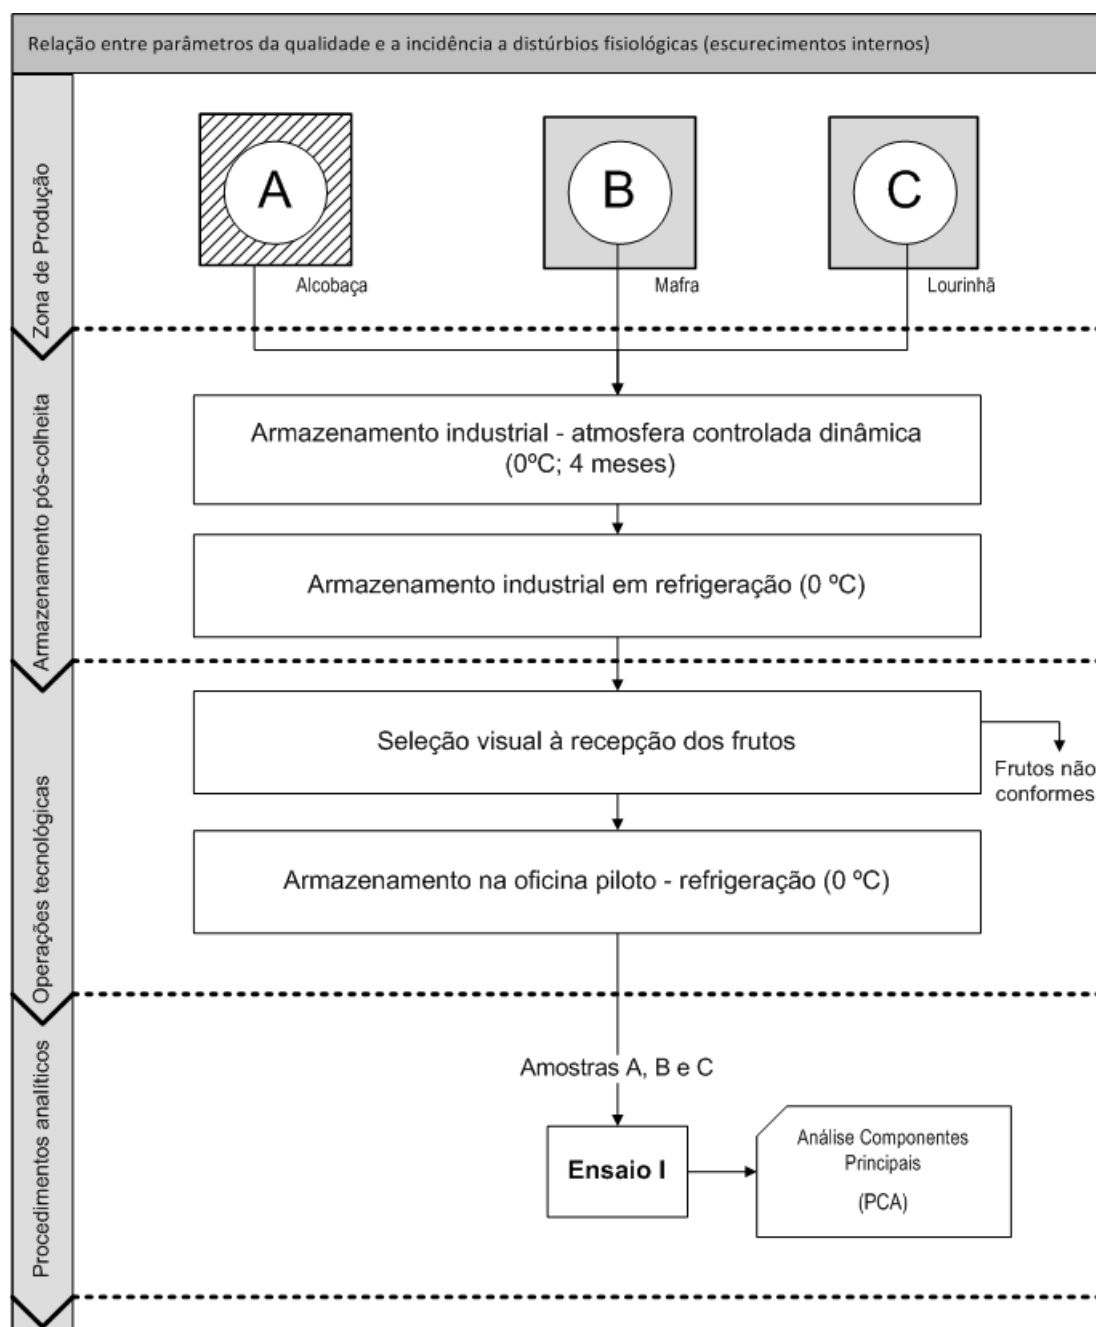 Relação entre parâmetros da qualidade e a incidência a distúrbios fisiológicas (escurecimentos internos)
Zona de Produção
A
B
C
Alcobaça
Mafra
Lourinhã
Armazenamento pós-colheita
Armazenamento industrial - atmosfera controlada dinâmica
(0ºC; 4 meses)
Armazenamento industrial em refrigeração (0 ºC)
Operações tecnológicas
Seleção visual à recepção dos frutos
Frutos não
conformes
Armazenamento na oficina piloto - refrigeração (0 ºC)
Procedimentos analíticos
Amostras A, B e C
Ensaio I
Análise Componentes
Principais
(PCA)